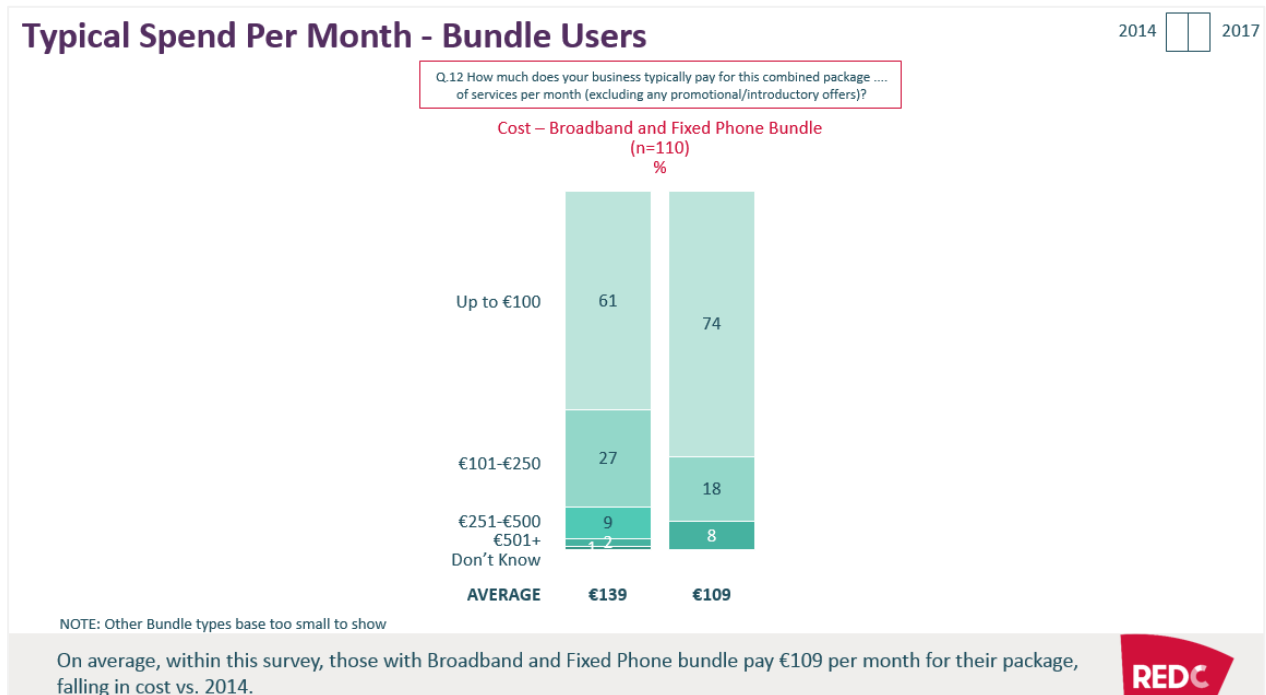 Typical Spend Per Month - Bundle Users
2014
2017
Q.12 How much does your business typically pay for this combined package ....
of services per month (excluding any promotional/introductory offers)?
Cost – Broadband and Fixed Phone Bundle
(n=110)
%
Up to €100
61
74
€101-€250
27
18
€251-€500
9
€501+
2
8
Don’t Know
1
AVERAGE
€139
€109
NOTE: Other Bundle types base too small to show
On average, within this survey, those with Broadband and Fixed Phone bundle pay €109 per month for their package,
falling in cost vs. 2014.
REDC